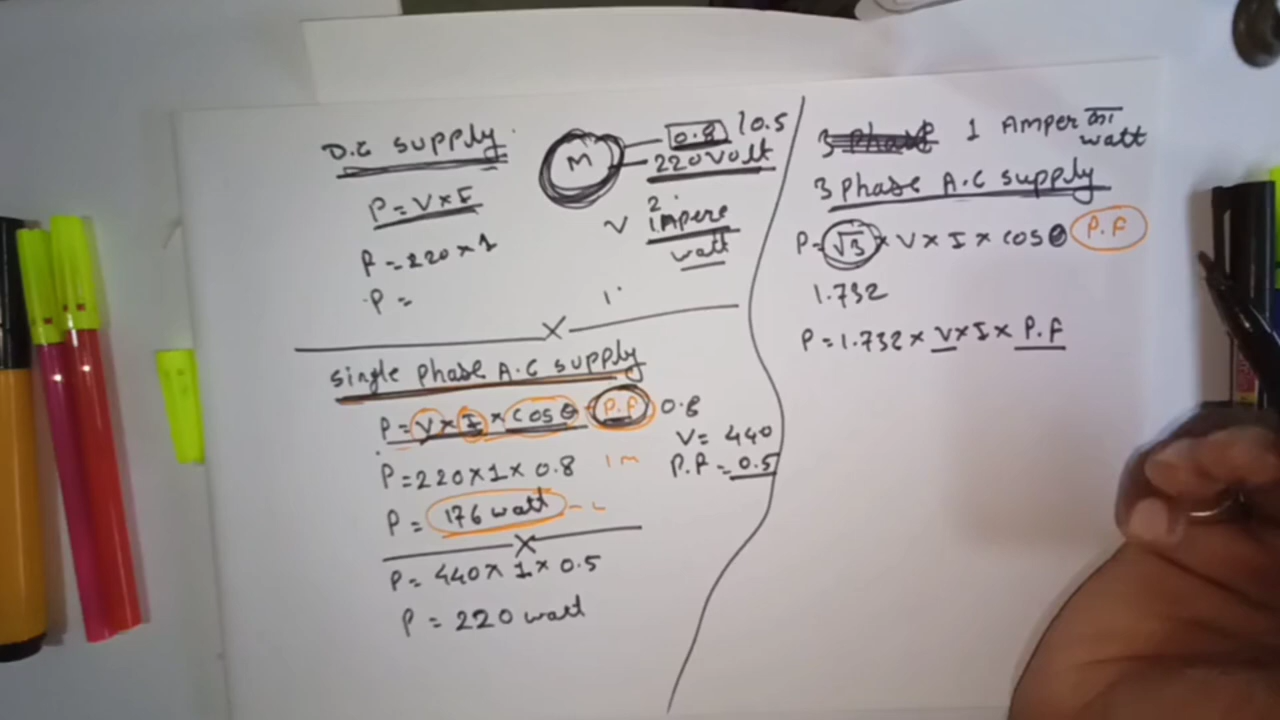 D.C supply
P = V × I
P = 220 × 1
P =
M
0.8 / 0.5
220 volt
V
2
1 Ampere
watt
×
single phase A.C supply
P = V × I × cos θ P.F 0.8
P = 220 × 1 × 0.8
P = 176 watt
×
P = 440 × 1 × 0.5
P = 220 watt
V = 440
P.F = 0.5
3 phase 1 Amper का
watt
3 phase A.C supply
P = √3 × V × I × cos θ P.F
1.732
P = 1.732 × V × I × P.F